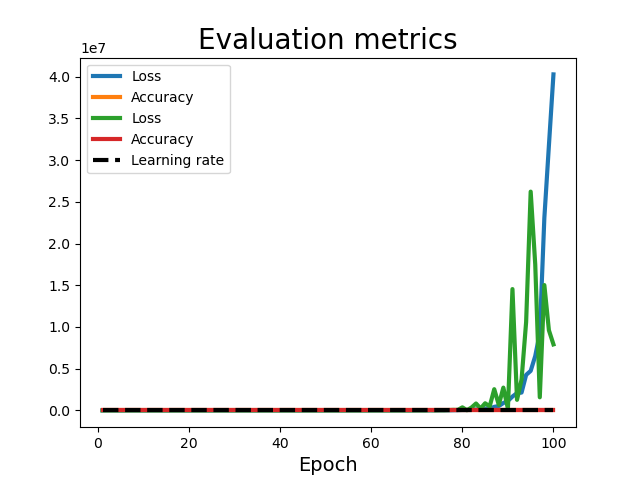 Evaluation metrics
1e7
Loss
Accuracy
Loss
Accuracy
Learning rate
4.0
3.5
3.0
2.5
2.0
1.5
1.0
0.5
0.0
0 20 40 60 80 100
Epoch